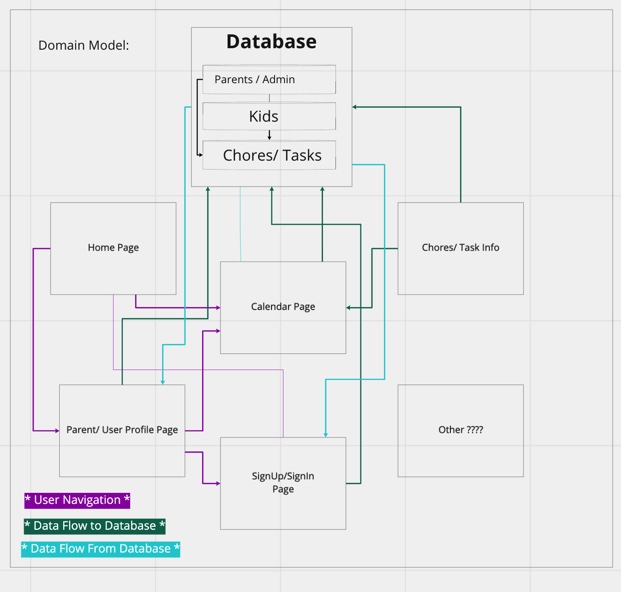 Domain Model:
Database
Parents / Admin
Kids
Chores/ Tasks
Home Page
Chores/ Task Info
Calendar Page
Parent/ User Profile Page
Other ????
SignUp/SignIn
Page
* User Navigation *
* Data Flow to Database *
* Data Flow From Database *